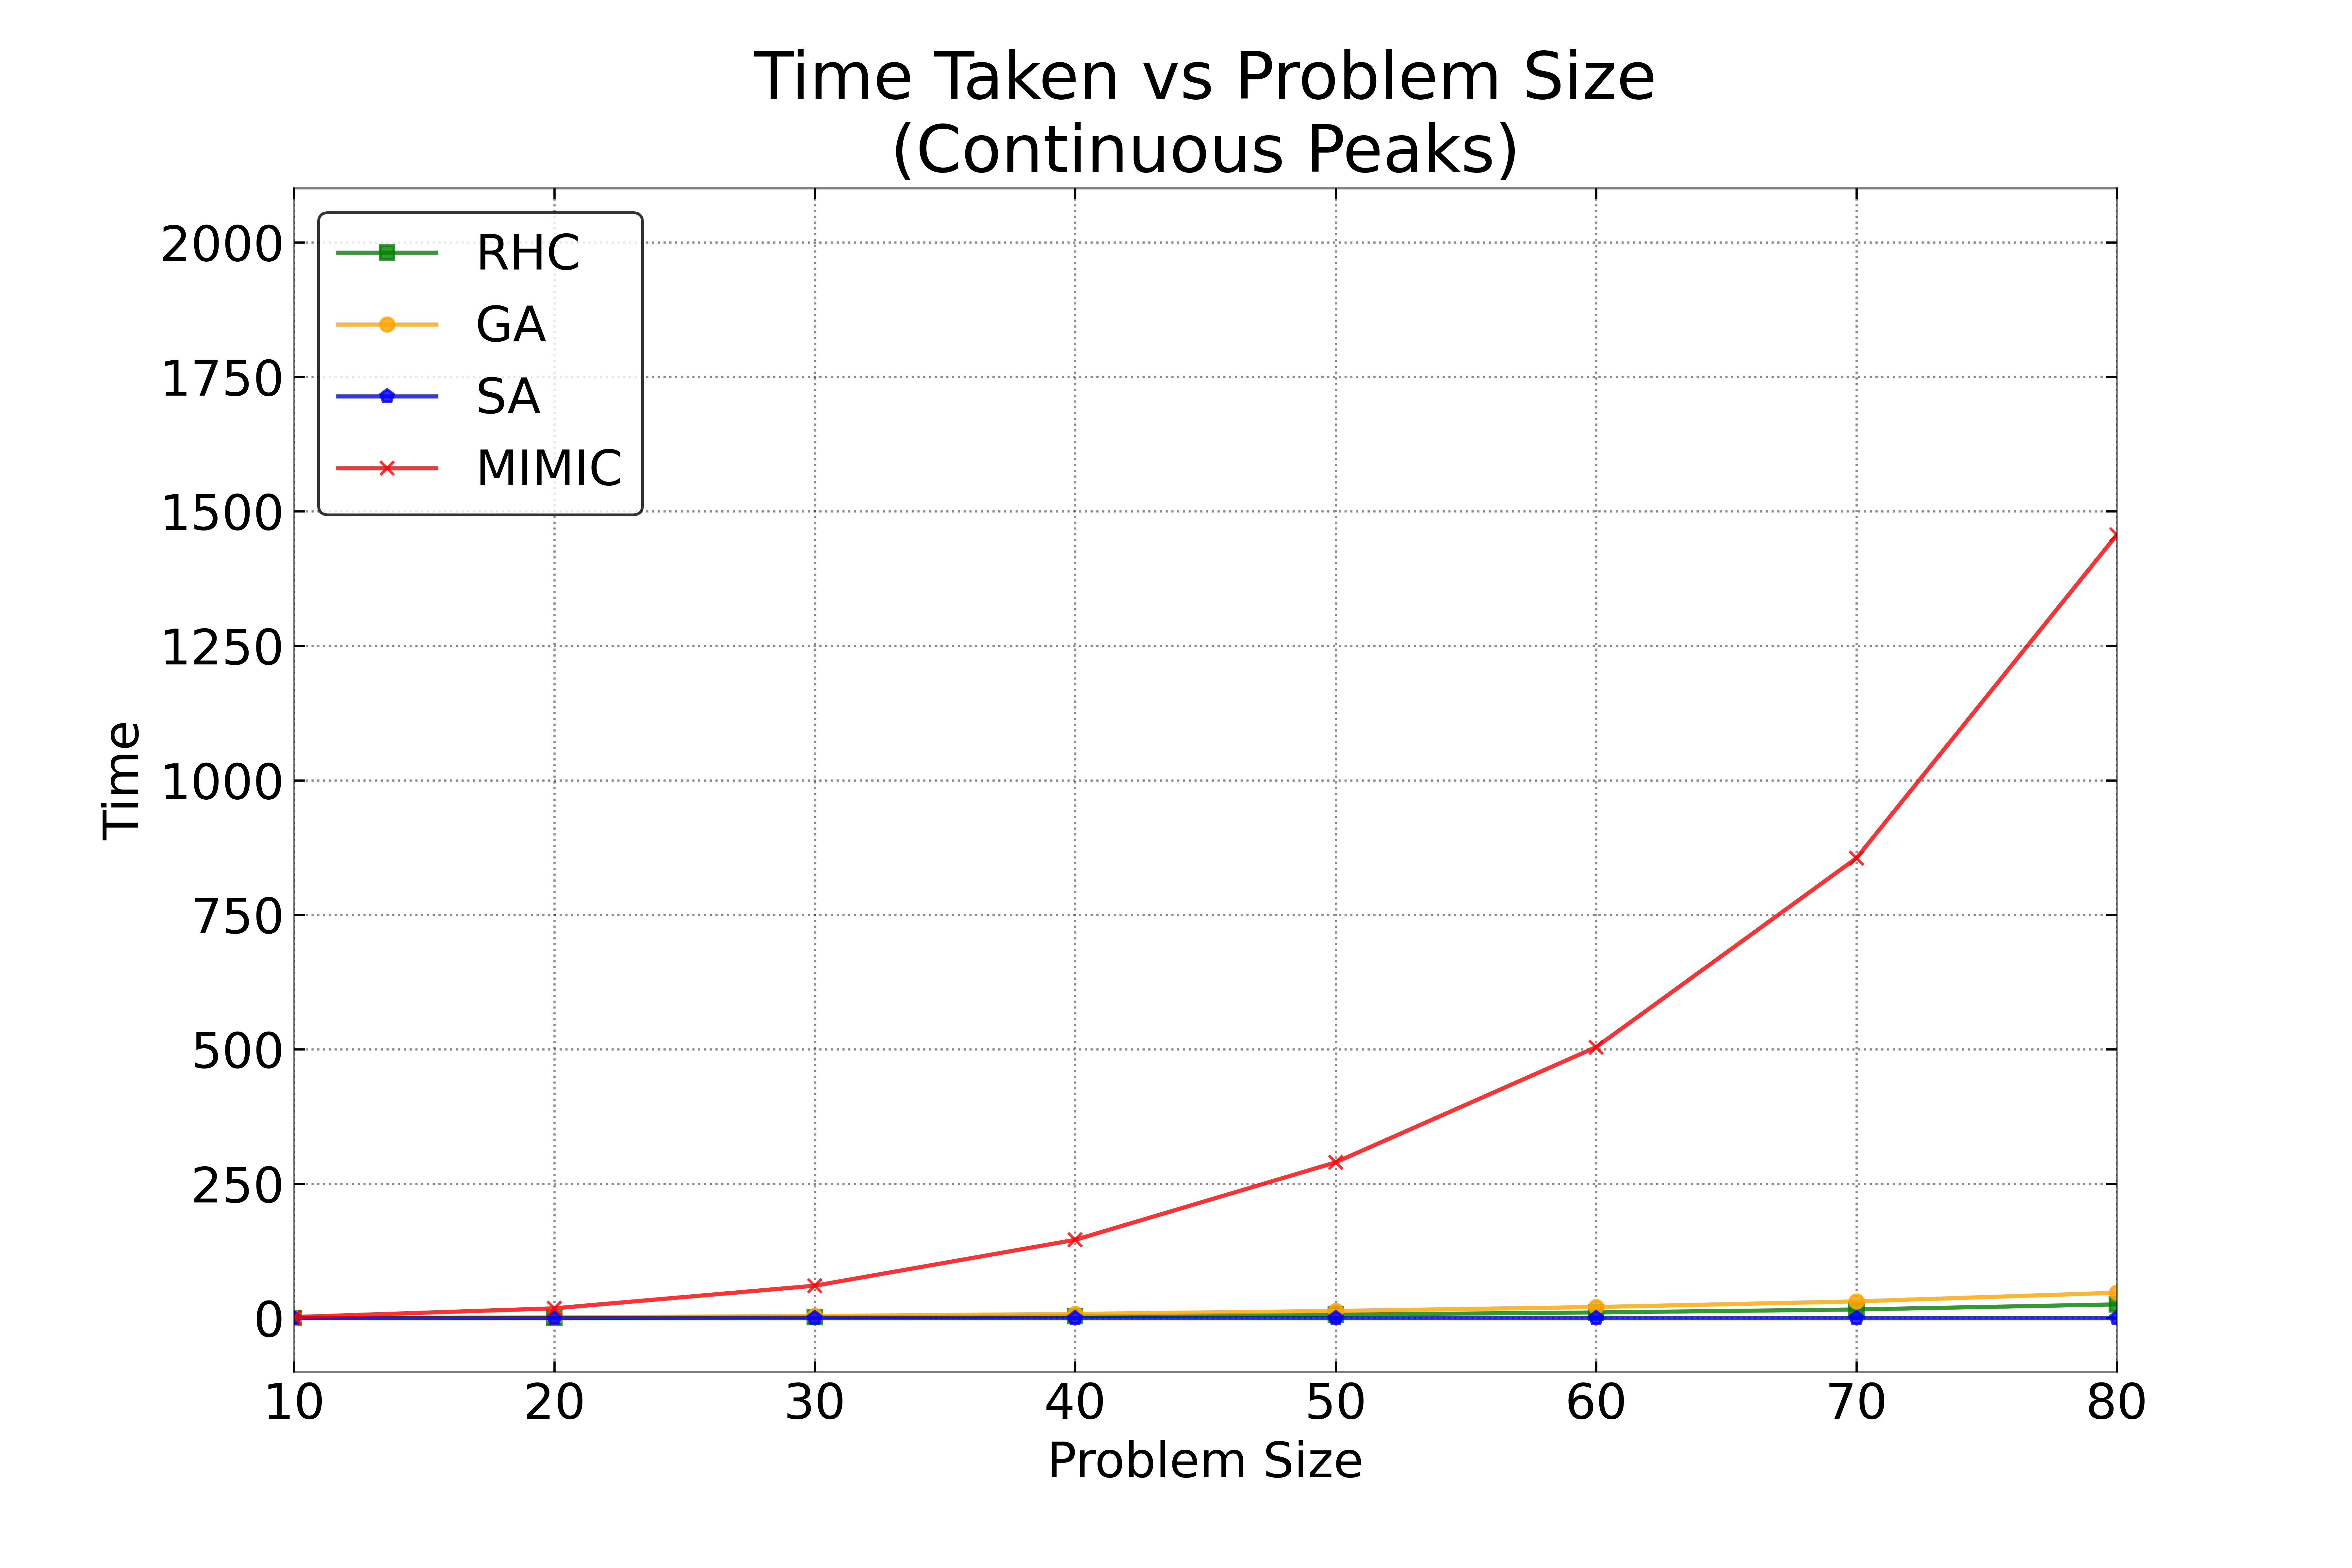 Time Taken vs Problem Size
(Continuous Peaks)
RHC
GA
SA
MIMIC
2000
1750
1500
1250
1000
750
500
250
0
Time
10 20 30 40 50 60 70 80
Problem Size